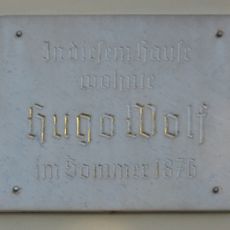 In diesem Hause
wohnte
Hugo Wolf
im Sommer 1876